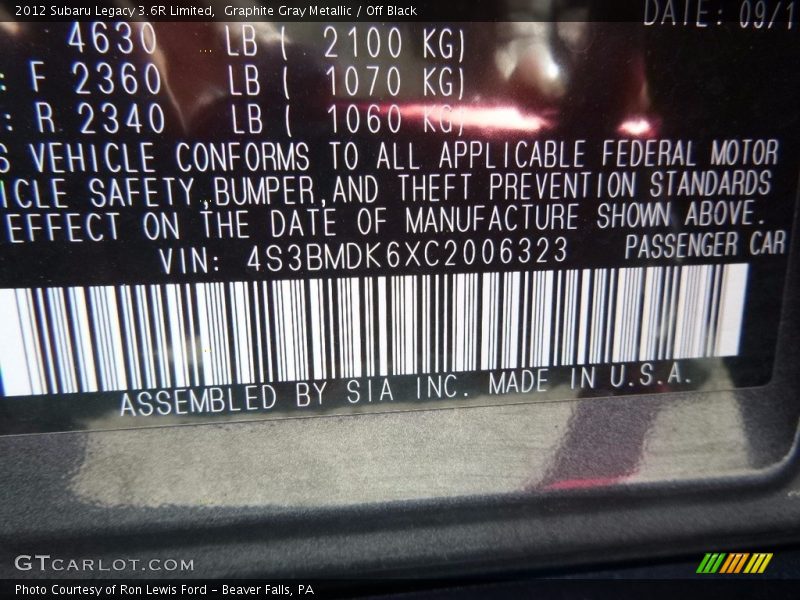 2012 Subaru Legacy 3.6R Limited, Graphite Gray Metallic / Off Black
DATE: 09/1
4630 LB ( 2100 KG)
: F 2360 LB ( 1070 KG)
: R 2340 LB ( 1060 KG)
S VEHICLE CONFORMS TO ALL APPLICABLE FEDERAL MOTOR
ICLE SAFETY,BUMPER,AND THEFT PREVENTION STANDARDS
EFFECT ON THE DATE OF MANUFACTURE SHOWN ABOVE.
VIN: 4S3BMDK6XC2006323 PASSENGER CAR
ASSEMBLED BY SIA INC. MADE IN U.S.A.
GTCARLOT.COM
Photo Courtesy of Ron Lewis Ford - Beaver Falls, PA